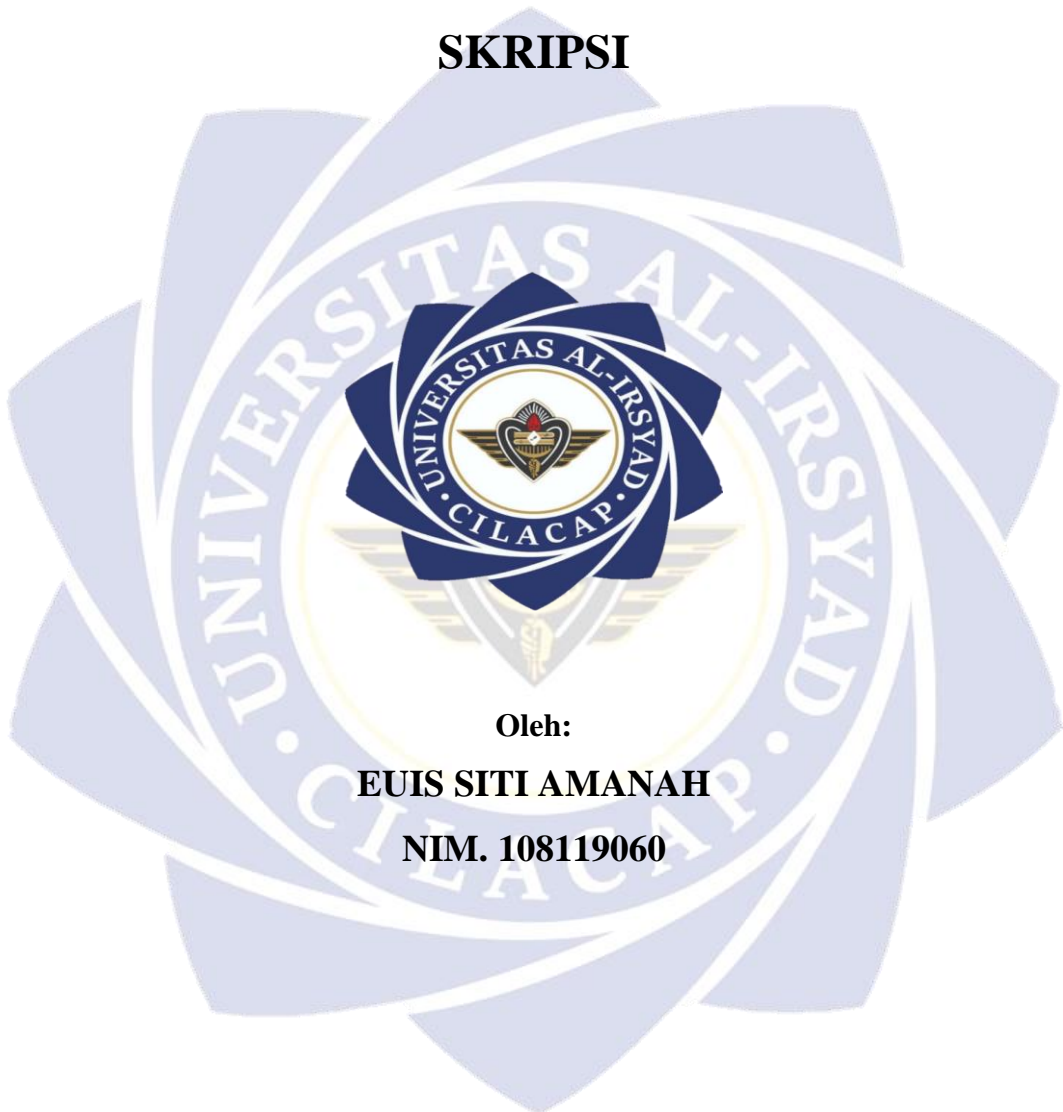 SKRIPSI
UNIVERSITAS AL-IRSYAD
CILACAP
UNIVERSITAS AL-IRSYAD
CILACAP
Oleh:
EUIS SITI AMANAH
NIM. 108119060